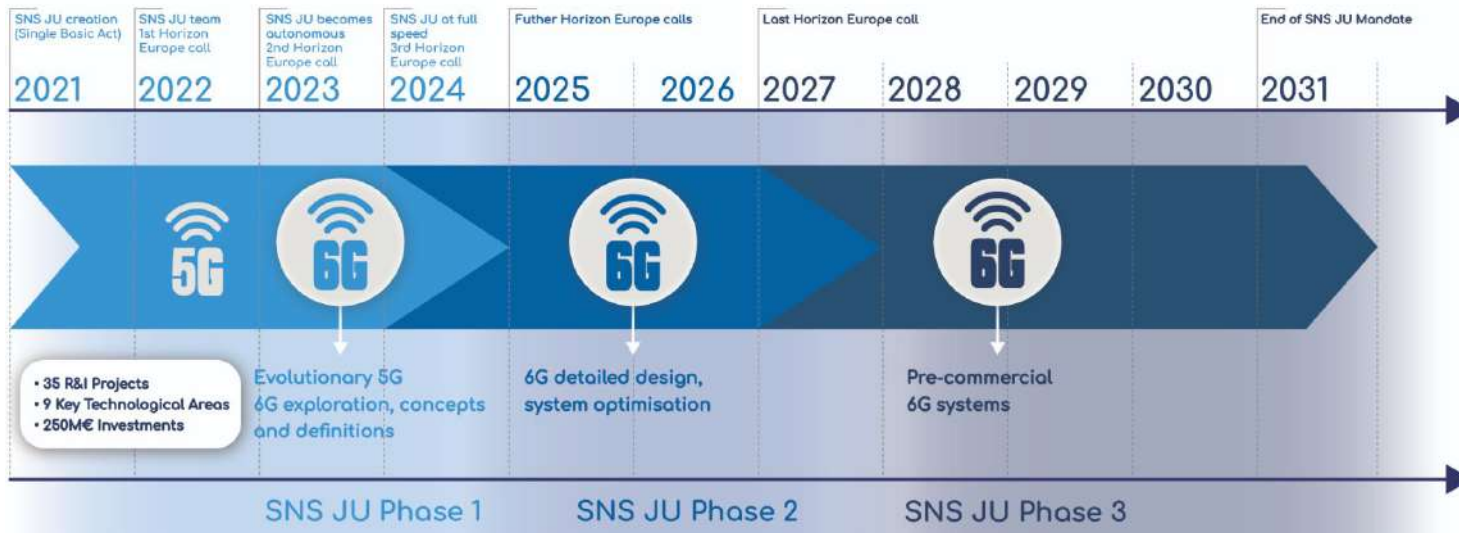 SNS JU creation
(Single Basic Act)
SNS JU team
1st Horizon
Europe call
SNS JU becomes
autonomous
2nd Horizon
Europe call
SNS JU at full
speed
3rd Horizon
Europe call
Futher Horizon Europe calls
Last Horizon Europe call
End of SNS JU Mandate
2021
2022
2023
2024
2025
2026
2027
2028
2029
2030
2031
5G
6G
6G
6G
• 35 R&I Projects
• 9 Key Technological Areas
• 250M€ Investments
Evolutionary 5G
6G exploration, concepts
and definitions
6G detailed design,
system optimisation
Pre-commercial
6G systems
SNS JU Phase 1
SNS JU Phase 2
SNS JU Phase 3